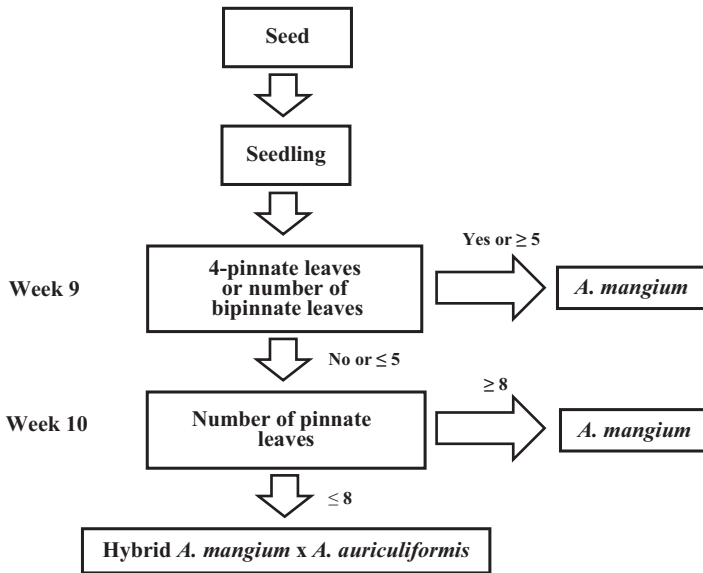 Seed
Seedling
Yes or ≥ 5
Week 9
4-pinnate leaves
or number of
bipinnate leaves
A. mangium
No or ≤ 5
≥ 8
Week 10
Number of pinnate
leaves
A. mangium
≤ 8
Hybrid A. mangium x A. auriculiformis